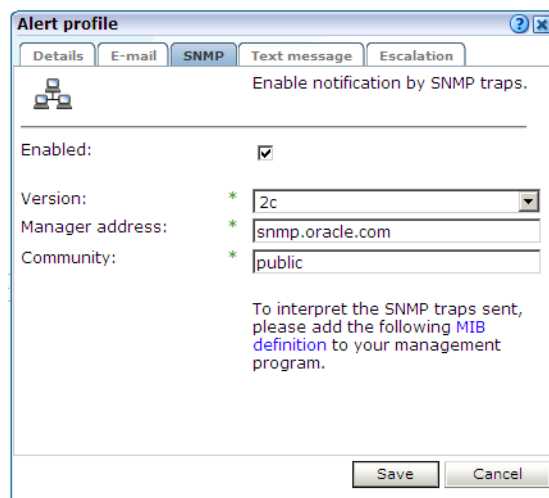 Alert profile
Details E-mail SNMP Text message Escalation
Enable notification by SNMP traps.
Enabled:
Version: * 2c
Manager address: * snmp.oracle.com
Community: * public
To interpret the SNMP traps sent,
please add the following MIB
definition to your management
program.
Save Cancel